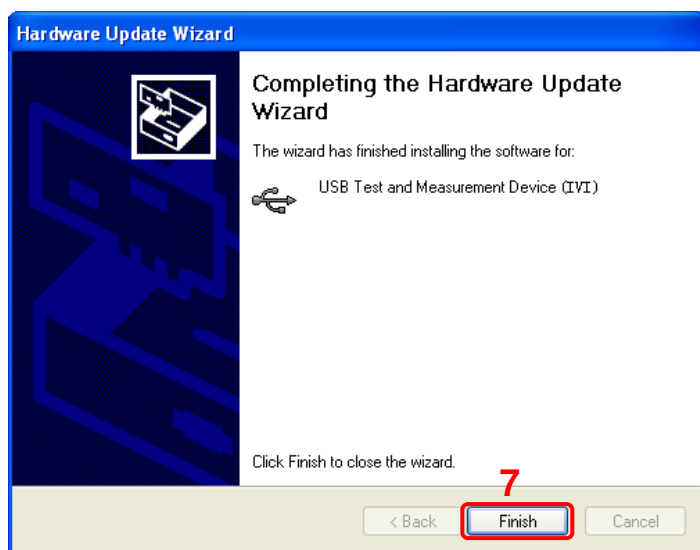 Hardware Update Wizard
Completing the Hardware Update
Wizard
The wizard has finished installing the software for:
USB Test and Measurement Device (IVI)
Click Finish to close the wizard.
7
< Back Finish Cancel